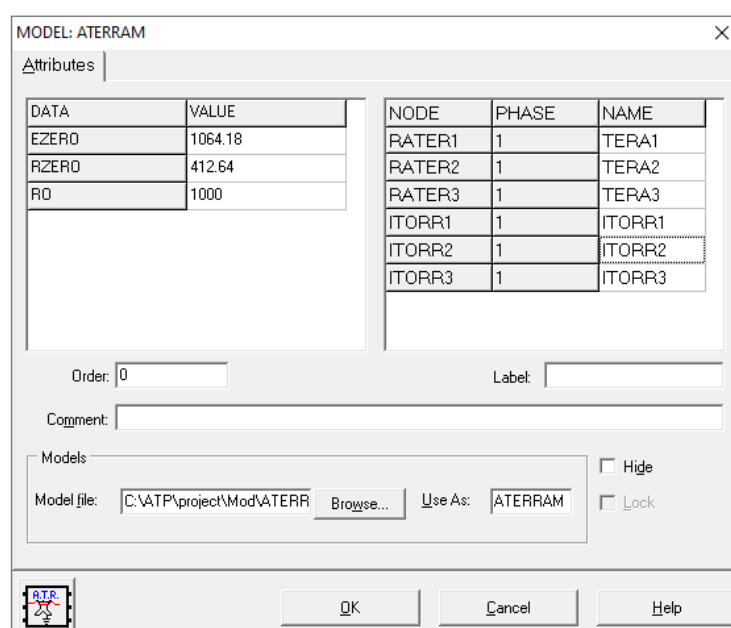 MODEL: ATERRAM
Attributes
DATA VALUE
EZERO 1064.18
RZERO 412.64
RO 1000
NODE PHASE NAME
RATER1 1 TERA1
RATER2 1 TERA2
RATER3 1 TERA3
ITORR1 1 ITORR1
ITORR2 1 ITORR2
ITORR3 1 ITORR3
Order: 0 Label:
Comment:
Models
Model file: C:\ATP\project\Mod\ATERR Browse... Use As: ATERRAM
Hide
Lock
A.T.R.
OK Cancel Help